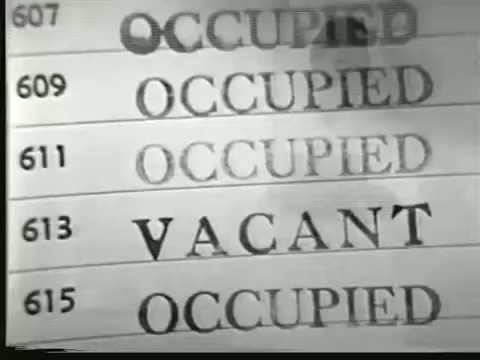 607 OCCUPIED
609 OCCUPIED
611 OCCUPIED
613 VACANT
615 OCCUPIED